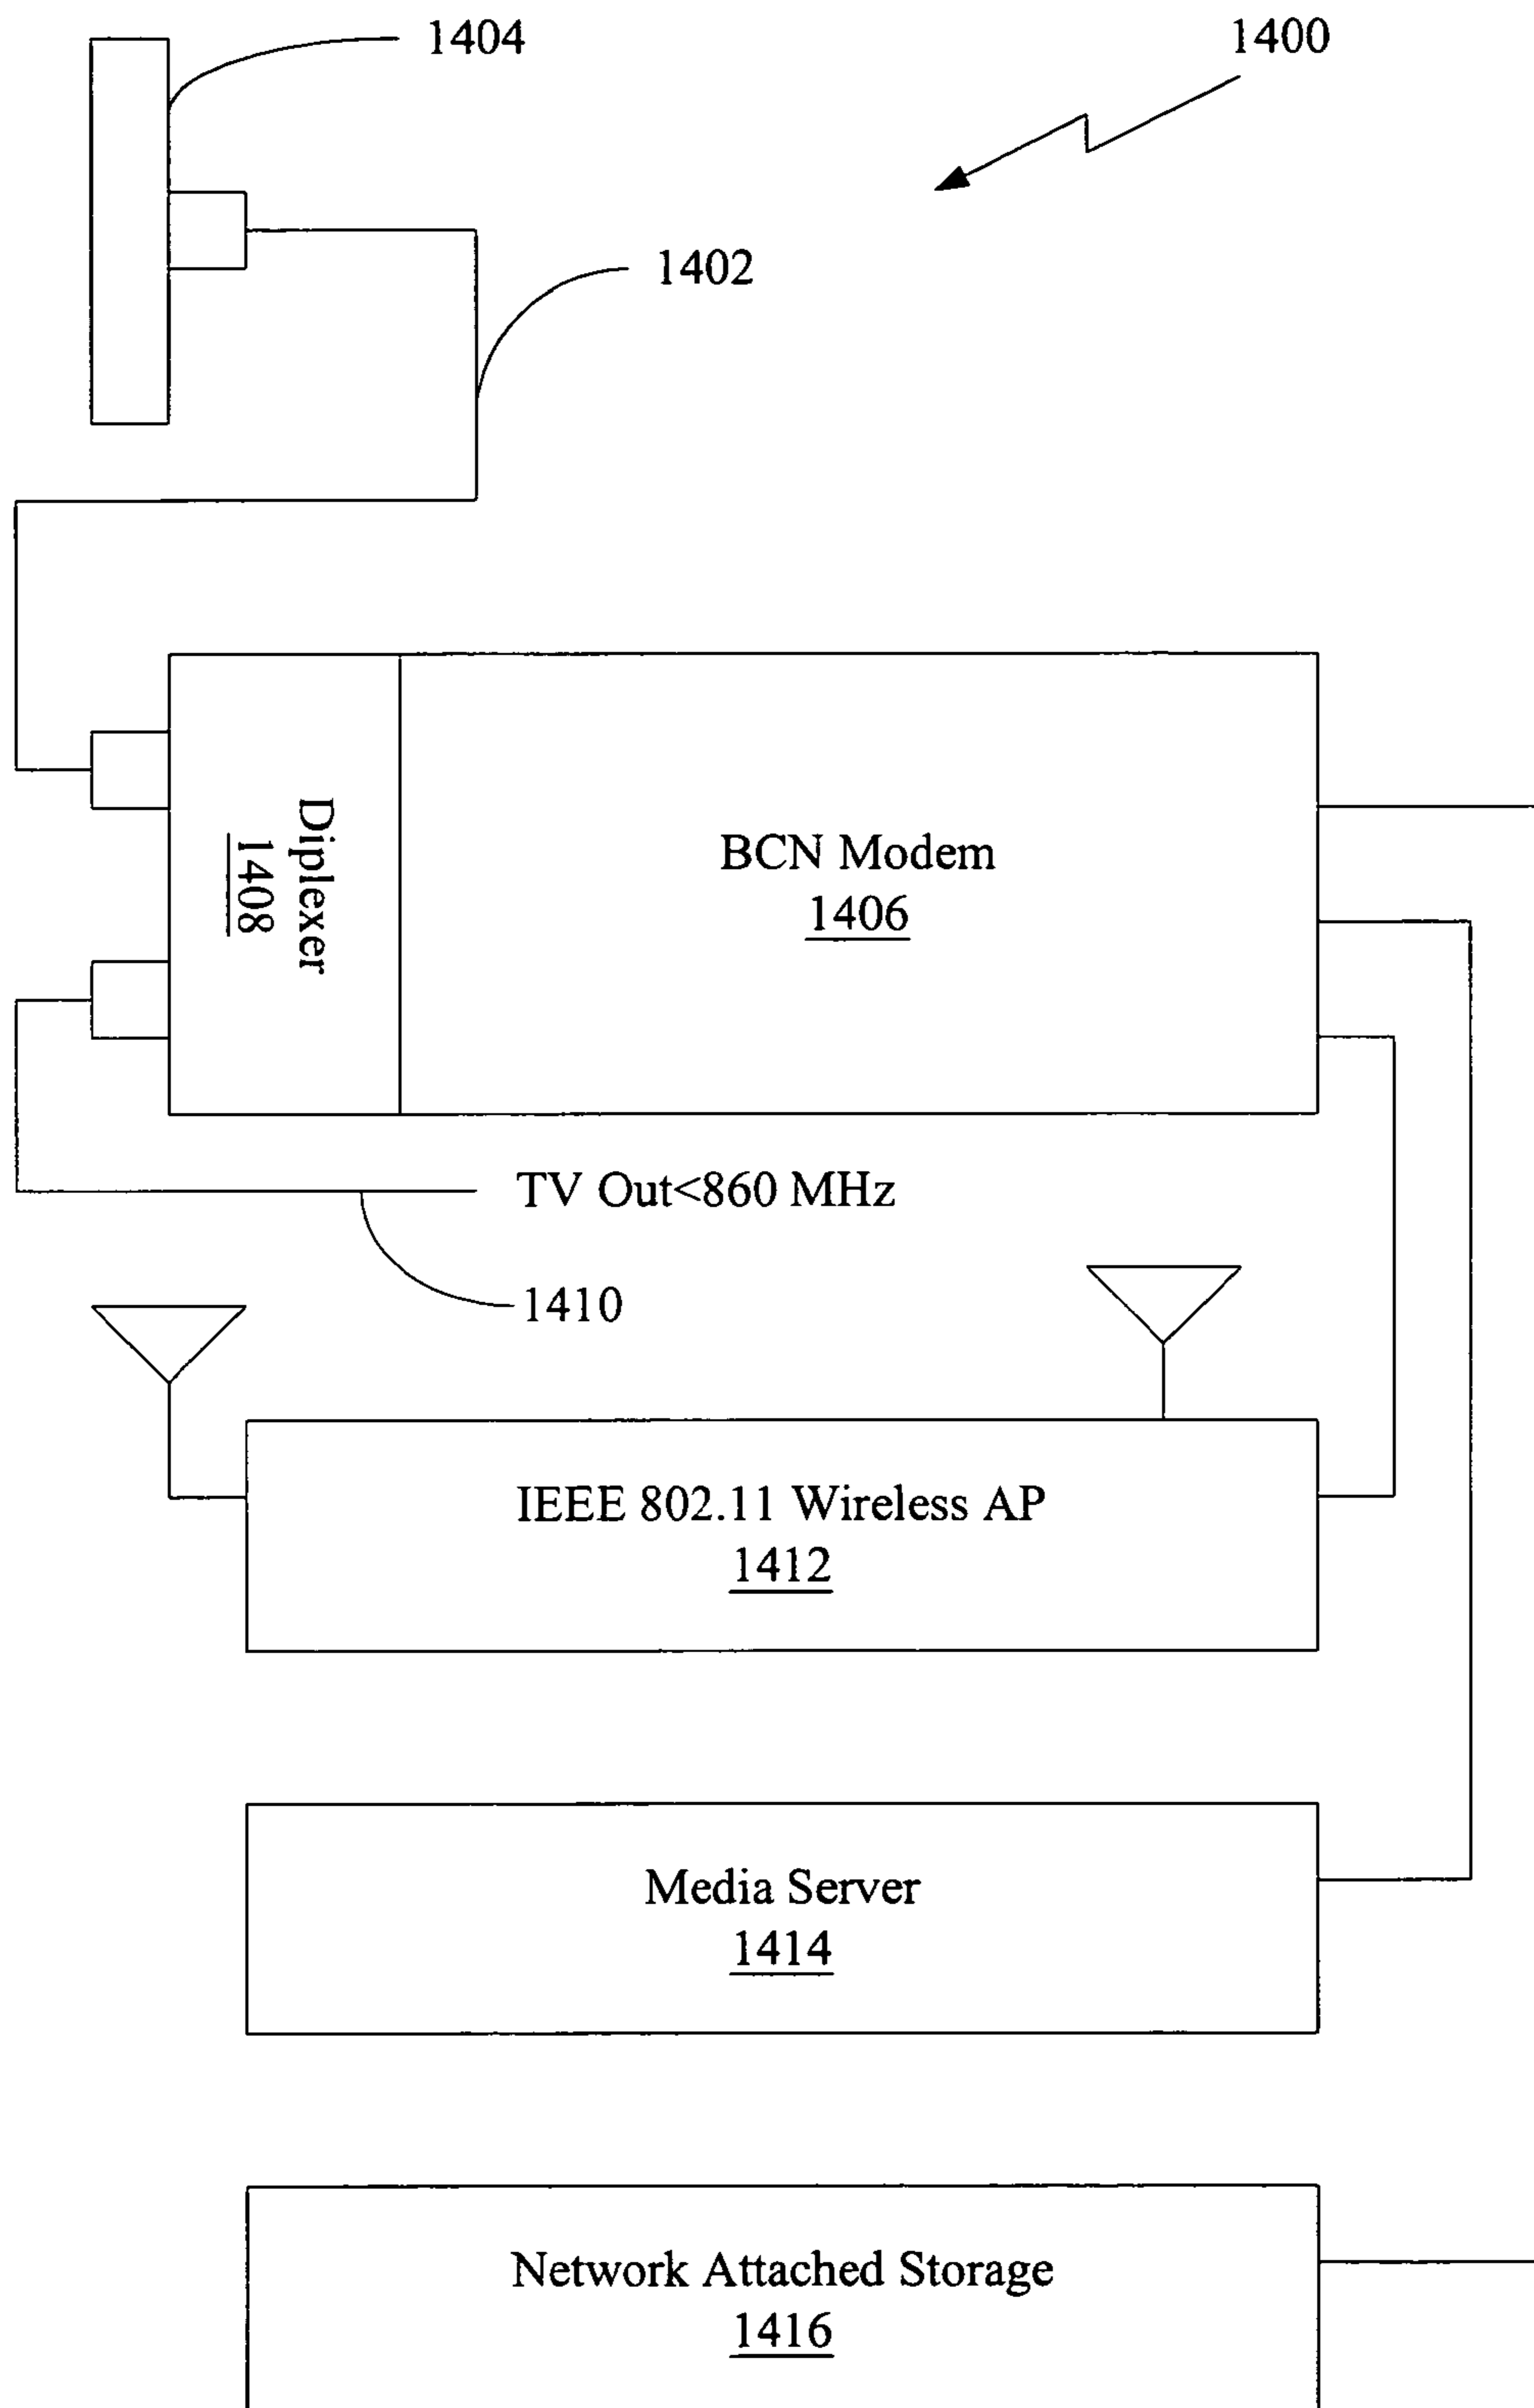 1404
1400
1402
Diplexer
1408
BCN Modem
1406
TV Out<860 MHz
1410
IEEE 802.11 Wireless AP
1412
Media Server
1414
Network Attached Storage
1416